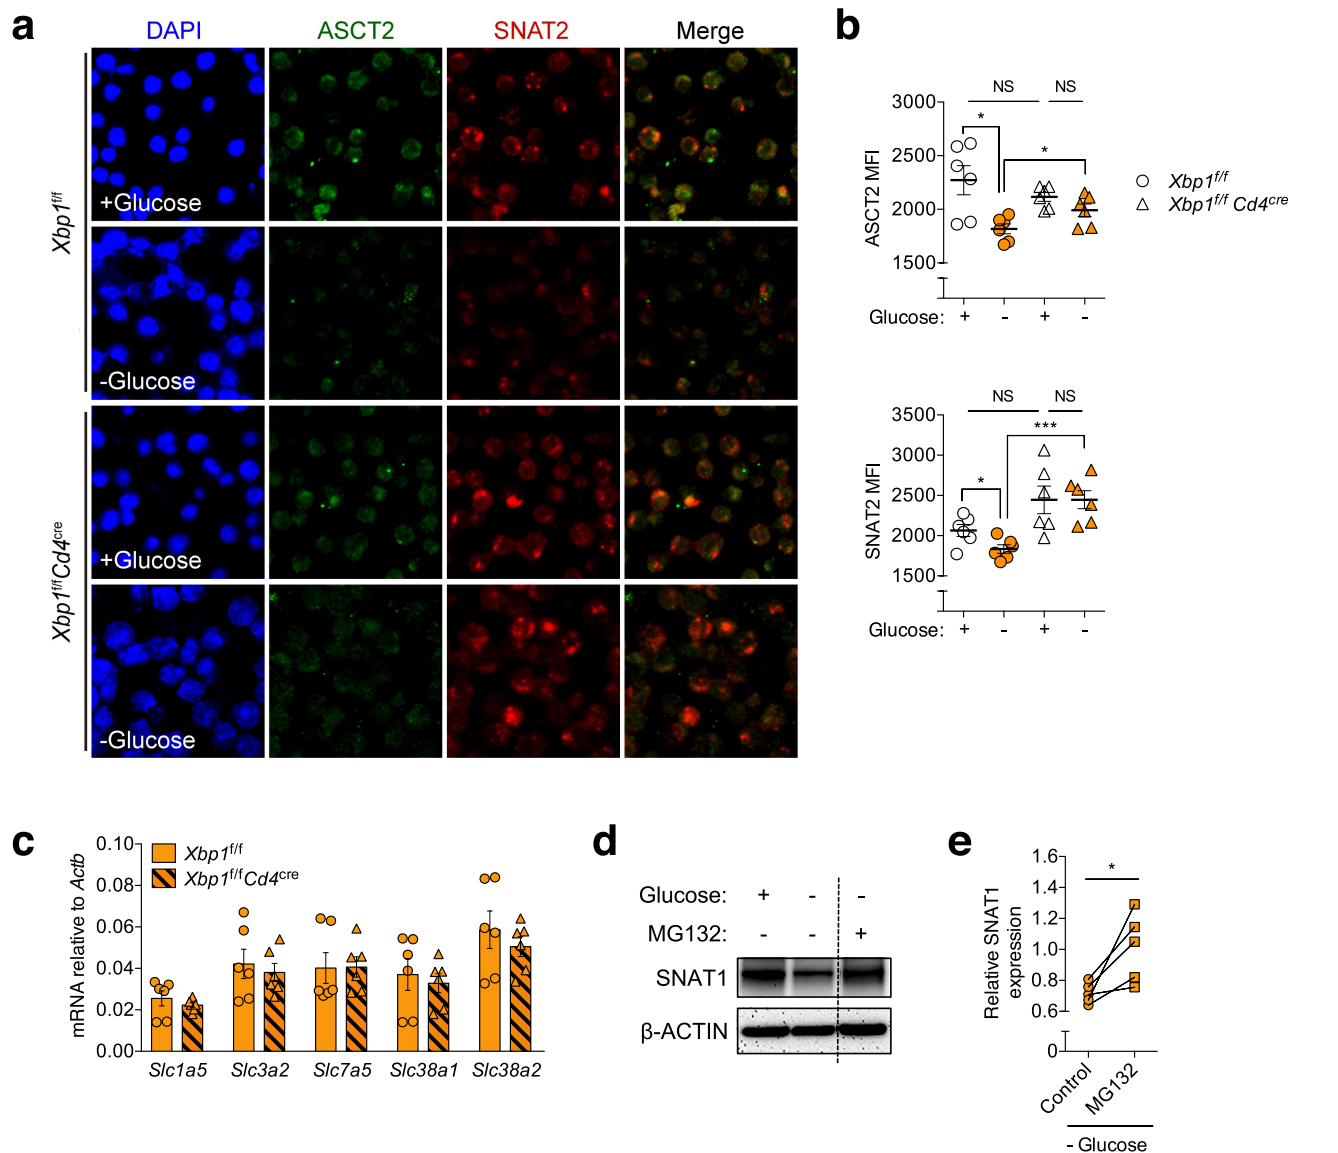 a
DAPI ASCT2 SNAT2 Merge
Xbp1f/f
+Glucose
-Glucose
Xbp1f/fCd4cre
+Glucose
-Glucose
b
NS NS
* *
ASCT2 MFI
3000
2500
2000
1500
Glucose: + - + -
Xbp1f/f
Xbp1f/f Cd4cre
NS NS
***
*
SNAT2 MFI
3500
3000
2500
2000
1500
Glucose: + - + -
c
mRNA relative to Actb
0.10
0.08
0.06
0.04
0.02
0.00
Xbp1f/f
Xbp1f/fCd4cre
Slc1a5 Slc3a2 Slc7a5 Slc38a1 Slc38a2
d
Glucose: + - -
MG132: - - +
SNAT1
β-ACTIN
e
Relative SNAT1
expression
1.6
1.4
1.2
1.0
0.8
0.6
0
*
Control MG132
- Glucose